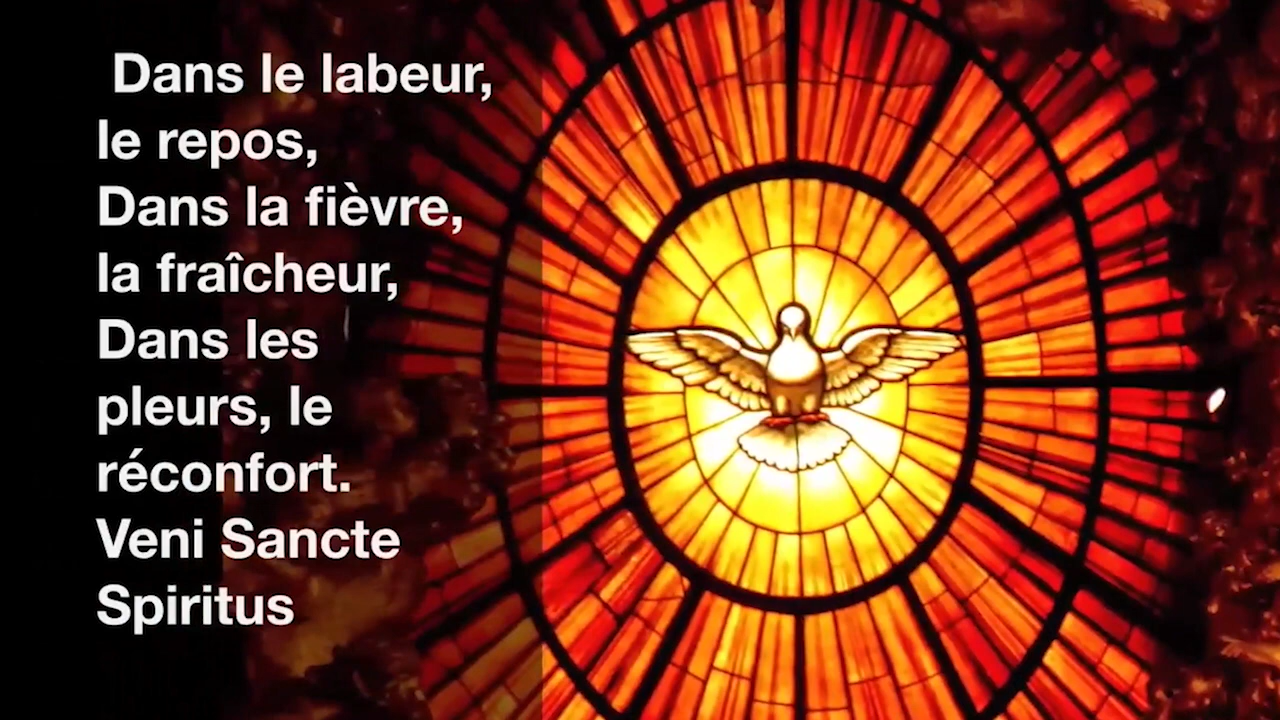 Dans le labeur,
le repos,
Dans la fièvre,
la fraîcheur,
Dans les
pleurs, le
réconfort.
Veni Sancte
Spiritus